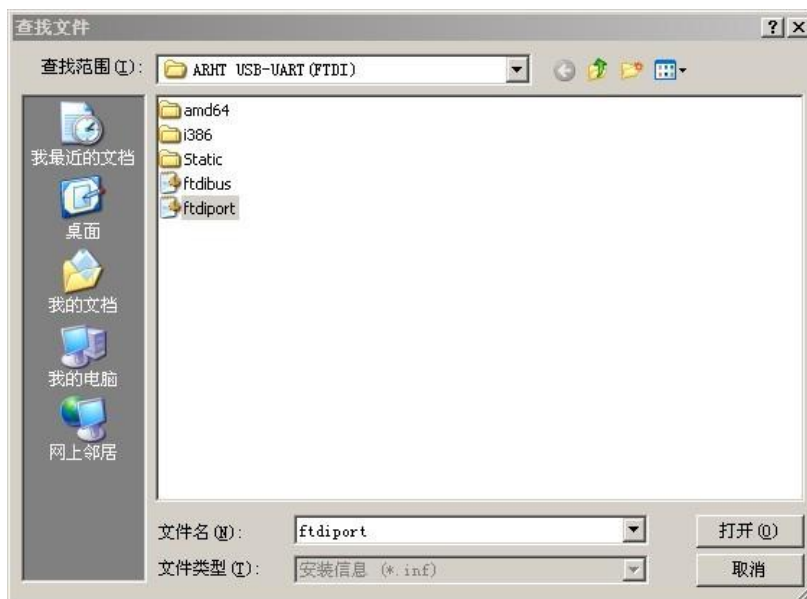 查找文件
查找范围(I): ARHT USB-UART(FTDI)
我最近的文档
桌面
我的文档
我的电脑
网上邻居
amd64
i386
Static
ftdibus
ftdiport
文件名(N): ftdiport 打开(O)
文件类型(T): 安装信息 (*.inf) 取消